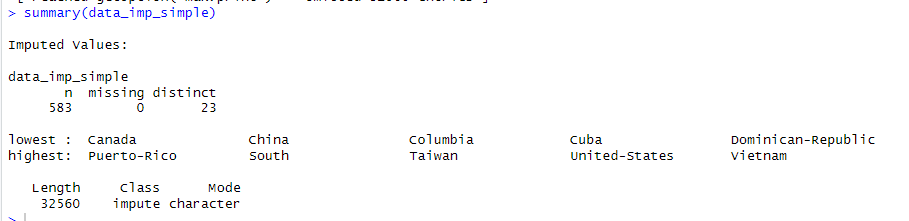 > summary(data_imp_simple)
Imputed Values:
data_imp_simple
n missing distinct
583 0 23
lowest : Canada China Columbia Cuba Dominican-Republic
highest: Puerto-Rico South Taiwan United-States Vietnam
Length Class Mode
32560 impute character
>